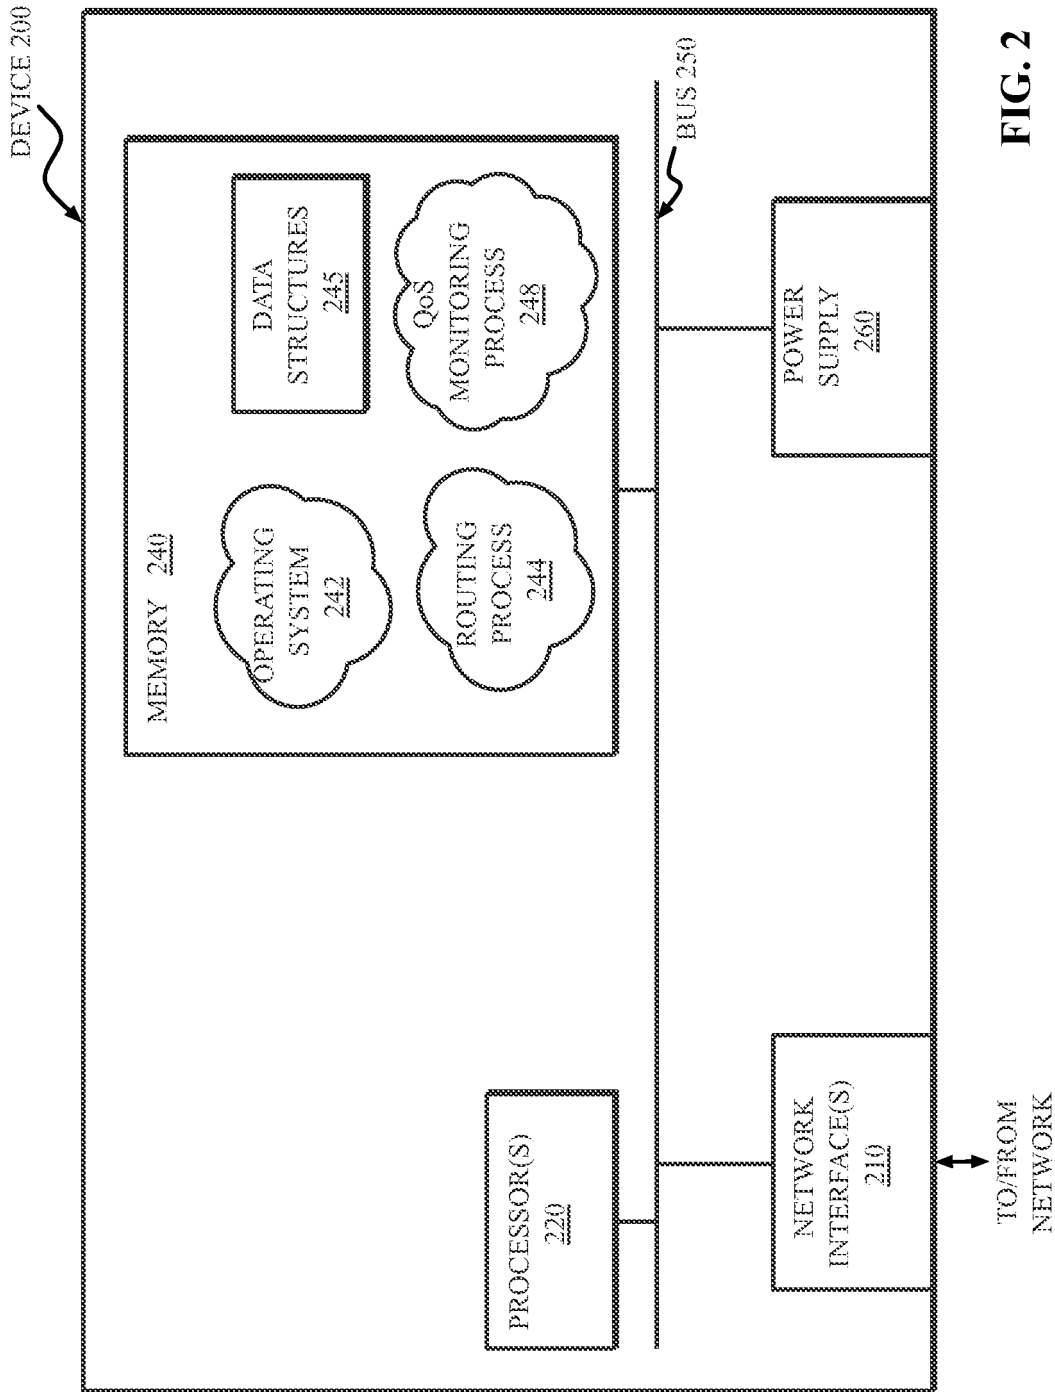 DEVICE 200
MEMORY 240
OPERATING
SYSTEM
242
DATA
STRUCTURES
245
ROUTING
PROCESS
244
QoS
MONITORING
PROCESS
248
PROCESSOR(S)
220
BUS 250
NETWORK
INTERFACE(S)
210
POWER
SUPPLY
260
TO/FROM
NETWORK
FIG. 2